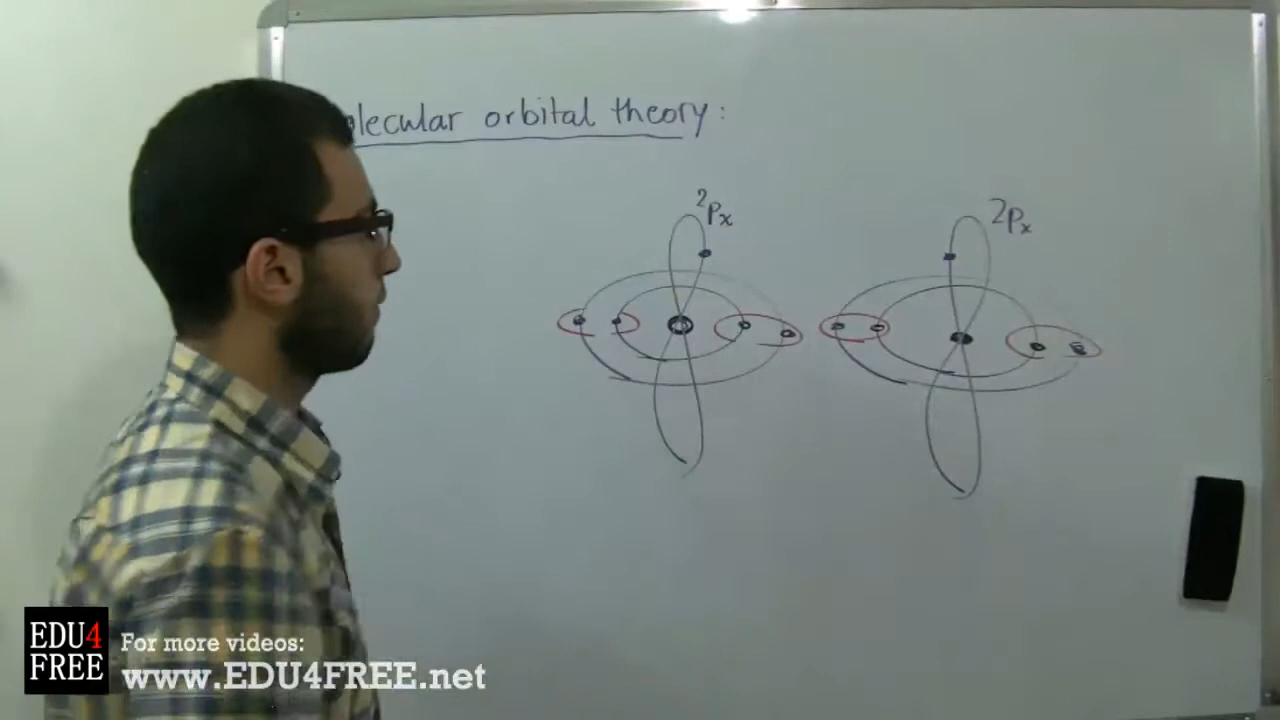 olecular orbital theory:
2px
2px
EDU4
FREE
For more videos:
www.EDU4FREE.net